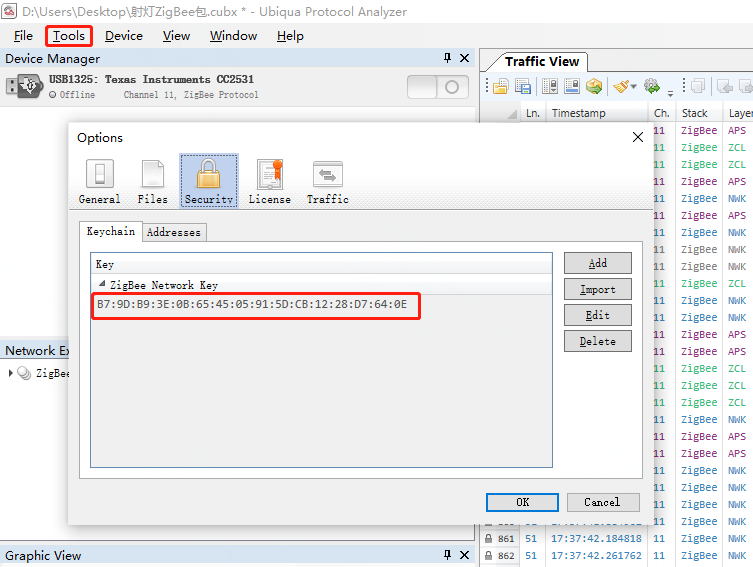 D:\Users\Desktop\射灯ZigBee包.cubx * - Ubiqua Protocol Analyzer
File Tools Device View Window Help
Device Manager
USB1325: Texas Instruments CC2531
Offline Channel 11, ZigBee Protocol
Traffic View
Ln. Timestamp Ch. Stack Layer
11 ZigBee APS
11 ZigBee ZCL
11 ZigBee ZCL
11 ZigBee APS
11 ZigBee NWK
11 ZigBee APS
11 ZigBee NWK
11 ZigBee NWK
11 ZigBee NWK
11 ZigBee ZCL
11 ZigBee NWK
11 ZigBee NWK
11 ZigBee APS
11 ZigBee APS
11 ZigBee ZCL
11 ZigBee ZCL
11 ZigBee ZCL
11 ZigBee NWK
11 ZigBee APS
11 ZigBee APS
11 ZigBee NWK
11 ZigBee NWK
11 ZigBee NWK
11 ZigBee NWK
861 51 17:37:42.184818 11 ZigBee NWK
862 51 17:37:42.261762 11 ZigBee NWK
Options
General Files Security License Traffic
Keychain Addresses
Key
ZigBee Network Key
B7:9D:B9:3E:0B:65:45:05:91:5D:CB:12:28:D7:64:0E
Add
Import
Edit
Delete
OK Cancel
Network Ex
ZigBee
Graphic View